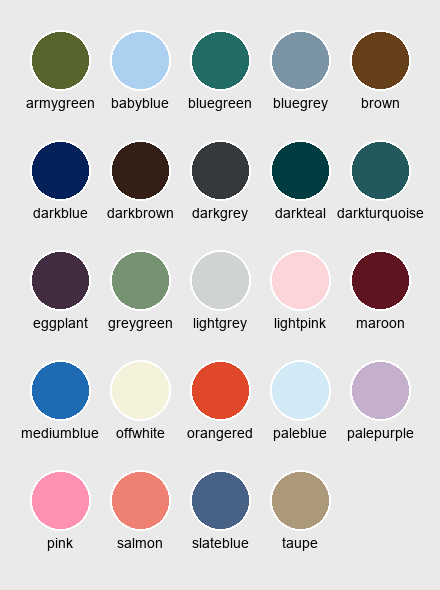 armygreen babyblue bluegreen bluegrey brown
darkblue darkbrown darkgrey darkteal darkturquoise
eggplant greygreen lightgrey lightpink maroon
mediumblue offwhite orangered paleblue palepurple
pink salmon slateblue taupe